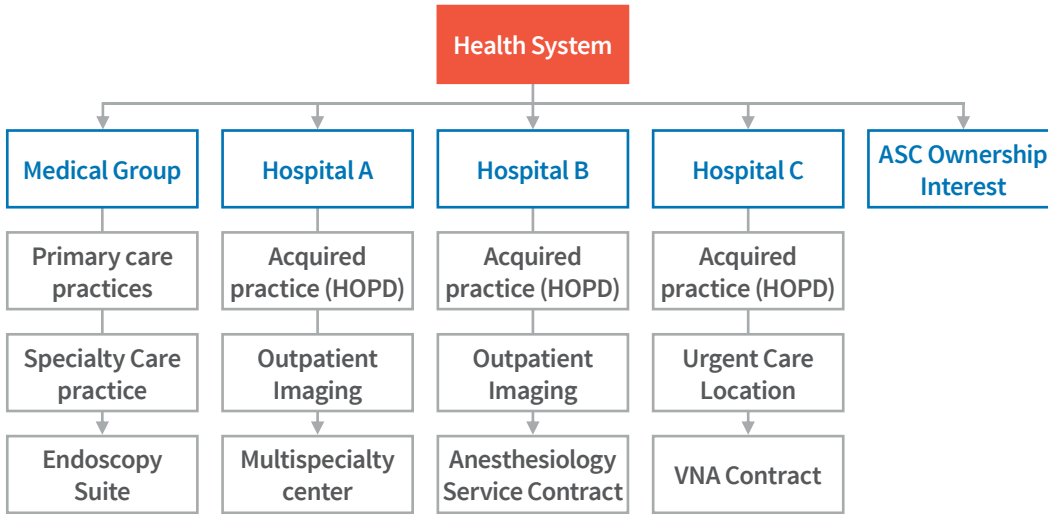 Health System
Medical Group
Hospital A
Hospital B
Hospital C
ASC Ownership
Interest
Primary care
practices
Acquired
practice (HOPD)
Acquired
practice (HOPD)
Acquired
practice (HOPD)
Specialty Care
practice
Outpatient
Imaging
Outpatient
Imaging
Urgent Care
Location
Endoscopy
Suite
Multispecialty
center
Anesthesiology
Service Contract
VNA Contract